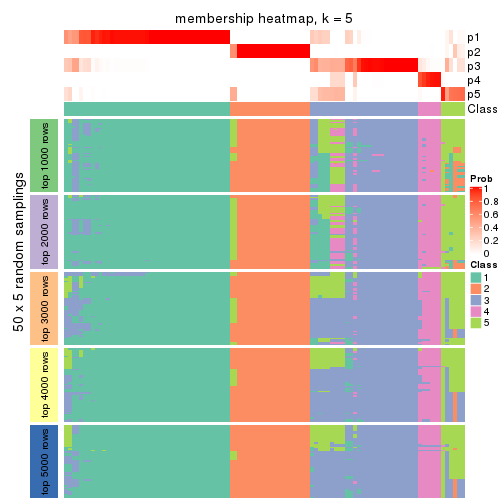 membership heatmap, k = 5
p1
p2
p3
p4
p5
Class
50 x 5 random samplings
top 1000 rows
top 2000 rows
top 3000 rows
top 4000 rows
top 5000 rows
Prob
1
0.8
0.6
0.4
0.2
0
Class
1
2
3
4
5